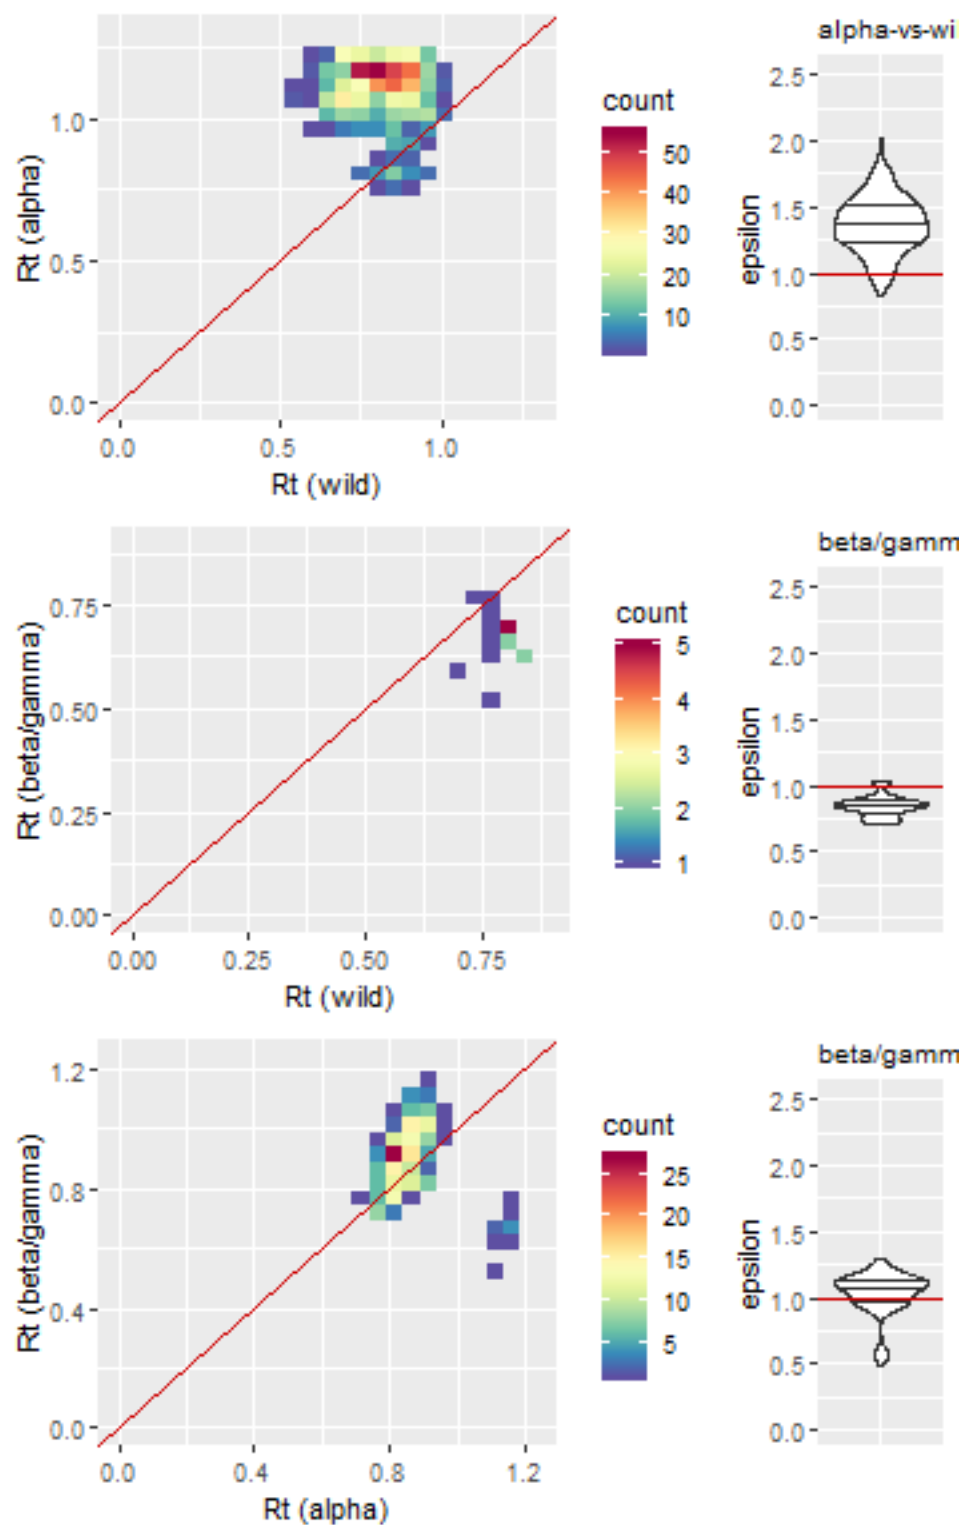 alpha-vs-wi
Rt (alpha)
1.0
0.5
0.0
0.0 0.5 1.0
Rt (wild)
count
50
40
30
20
10
epsilon
2.5
2.0
1.5
1.0
0.5
0.0
beta/gamm
Rt (beta/gamma)
0.75
0.50
0.25
0.00
0.00 0.25 0.50 0.75
Rt (wild)
count
5
4
3
2
1
epsilon
2.5
2.0
1.5
1.0
0.5
0.0
beta/gamm
Rt (beta/gamma)
1.2
0.8
0.4
0.0
0.0 0.4 0.8 1.2
Rt (alpha)
count
25
20
15
10
5
epsilon
2.5
2.0
1.5
1.0
0.5
0.0